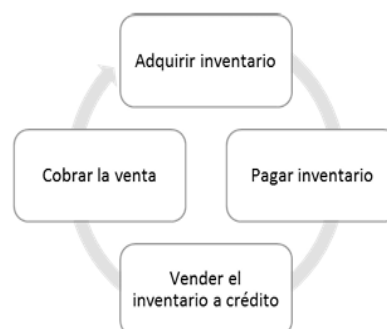 Adquirir inventario
Pagar inventario
Vender el
inventario a crédito
Cobrar la venta